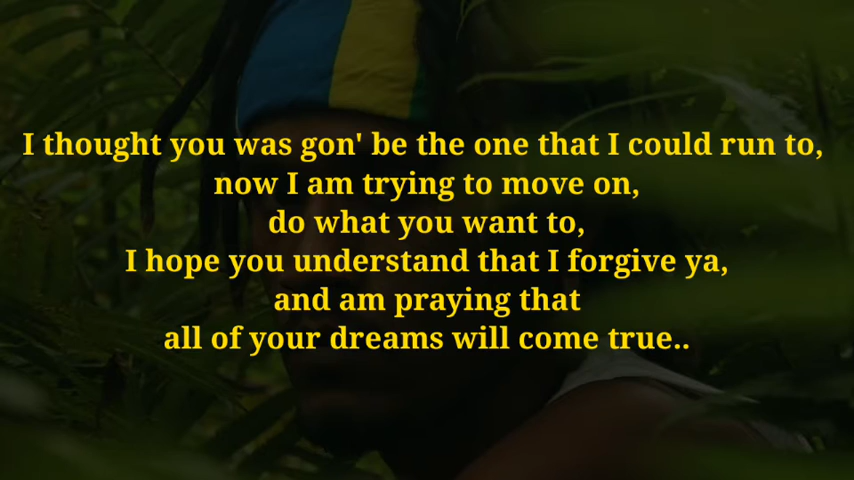 I thought you was gon' be the one that I could run to,
now I am trying to move on,
do what you want to,
I hope you understand that I forgive ya,
and am praying that
all of your dreams will come true..